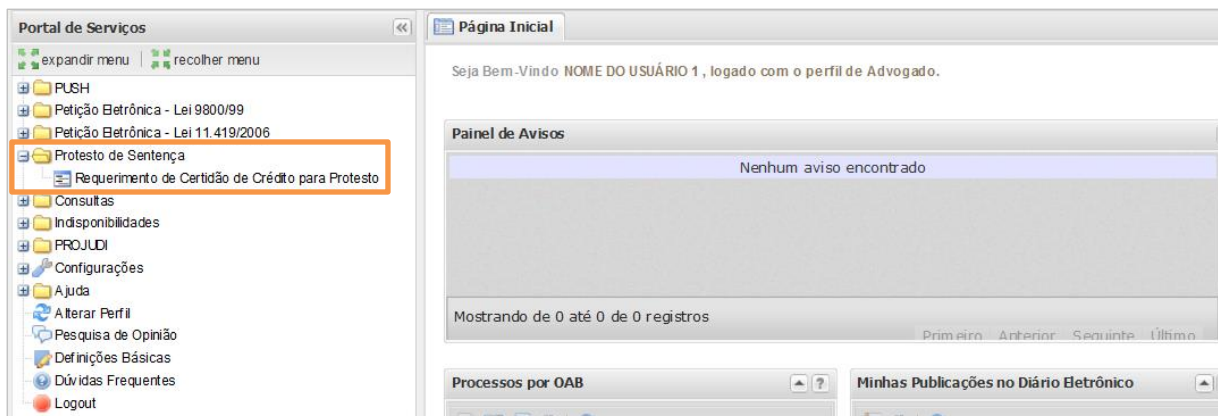 Portal de Serviços
expandir menu | recolher menu
PUSH
Petição Eletrônica - Lei 9800/99
Petição Eletrônica - Lei 11.419/2006
Protesto de Sentença
Requerimento de Certidão de Crédito para Protesto
Consultas
Indisponibilidades
PROJUDI
Configurações
Ajuda
Alterar Perfil
Pesquisa de Opinião
Definições Básicas
Dúvidas Frequentes
Logout
Página Inicial
Seja Bem-Vindo NOME DO USUÁRIO 1 , logado com o perfil de Advogado.
Painel de Avisos
Nenhum aviso encontrado
Mostrando de 0 até 0 de 0 registros
Primeiro Anterior Seguinte Último
Processos por OAB
?
Minhas Publicações no Diário Eletrônico